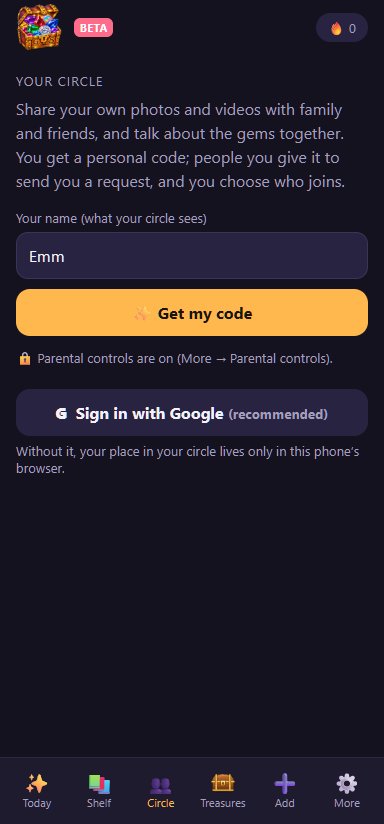 BETA
🔥 0
YOUR CIRCLE
Share your own photos and videos with family
and friends, and talk about the gems together.
You get a personal code; people you give it to
send you a request, and you choose who joins.
Your name (what your circle sees)
Emm
✨ Get my code
🔒 Parental controls are on (More → Parental controls).
G Sign in with Google (recommended)
Without it, your place in your circle lives only in this phone's
browser.
Today Shelf Circle Treasures Add More